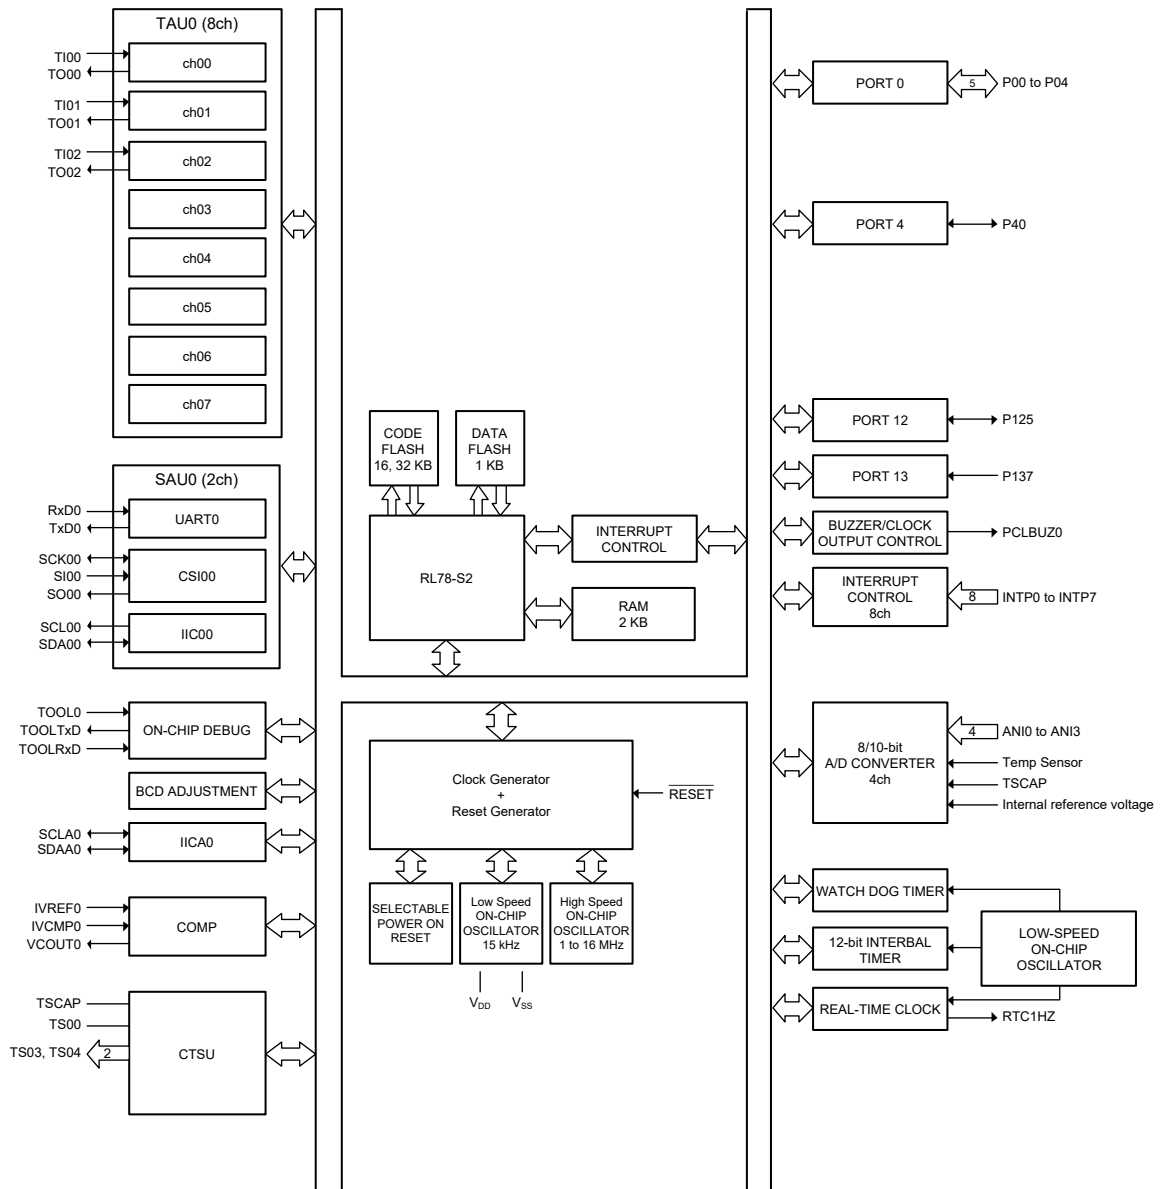 TAU0 (8ch)
TI00
TO00
ch00
TI01
TO01
ch01
TI02
TO02
ch02
ch03
ch04
ch05
ch06
ch07
SAU0 (2ch)
RxD0
TxD0
UART0
SCK00
SI00
SO00
CSI00
SCL00
SDA00
IIC00
TOOL0
TOOLTxD
TOOLRxD
ON-CHIP DEBUG
BCD ADJUSTMENT
SCLA0
SDAA0
IICA0
IVREF0
IVCMP0
VCOUT0
COMP
TSCAP
TS00
TS03, TS04
2
CTSU
CODE
FLASH
16, 32 KB
DATA
FLASH
1 KB
RL78-S2
INTERRUPT
CONTROL
RAM
2 KB
Clock Generator
+
Reset Generator
RESET
SELECTABLE
POWER ON
RESET
Low Speed
ON-CHIP
OSCILLATOR
15 kHz
High Speed
ON-CHIP
OSCILLATOR
1 to 16 MHz
VDD
VSS
PORT 0
5
P00 to P04
PORT 4
P40
PORT 12
P125
PORT 13
P137
BUZZER/CLOCK
OUTPUT CONTROL
PCLBUZ0
INTERRUPT
CONTROL
8ch
8
INTP0 to INTP7
8/10-bit
A/D CONVERTER
4ch
4
ANI0 to ANI3
Temp Sensor
TSCAP
Internal reference voltage
WATCH DOG TIMER
12-bit INTERBAL
TIMER
LOW-SPEED
ON-CHIP
OSCILLATOR
REAL-TIME CLOCK
RTC1HZ